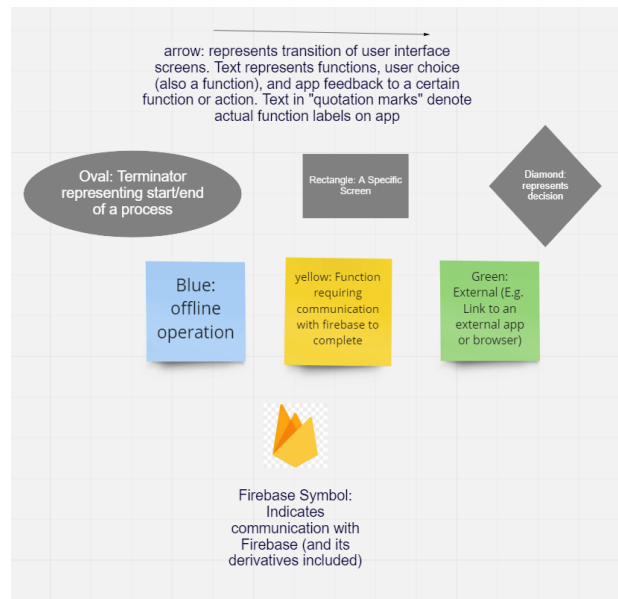 arrow: represents transition of user interface
screens. Text represents functions, user choice
(also a function), and app feedback to a certain
function or action. Text in "quotation marks" denote
actual function labels on app
Oval: Terminator
representing start/end
of a process
Rectangle: A Specific
Screen
Diamond:
represents
decision
Blue:
offline
operation
yellow: Function
requiring
communication
with firebase to
complete
Green:
External (E.g.
Link to an
external app
or browser)
Firebase Symbol:
Indicates
communication with
Firebase (and its
derivatives included)